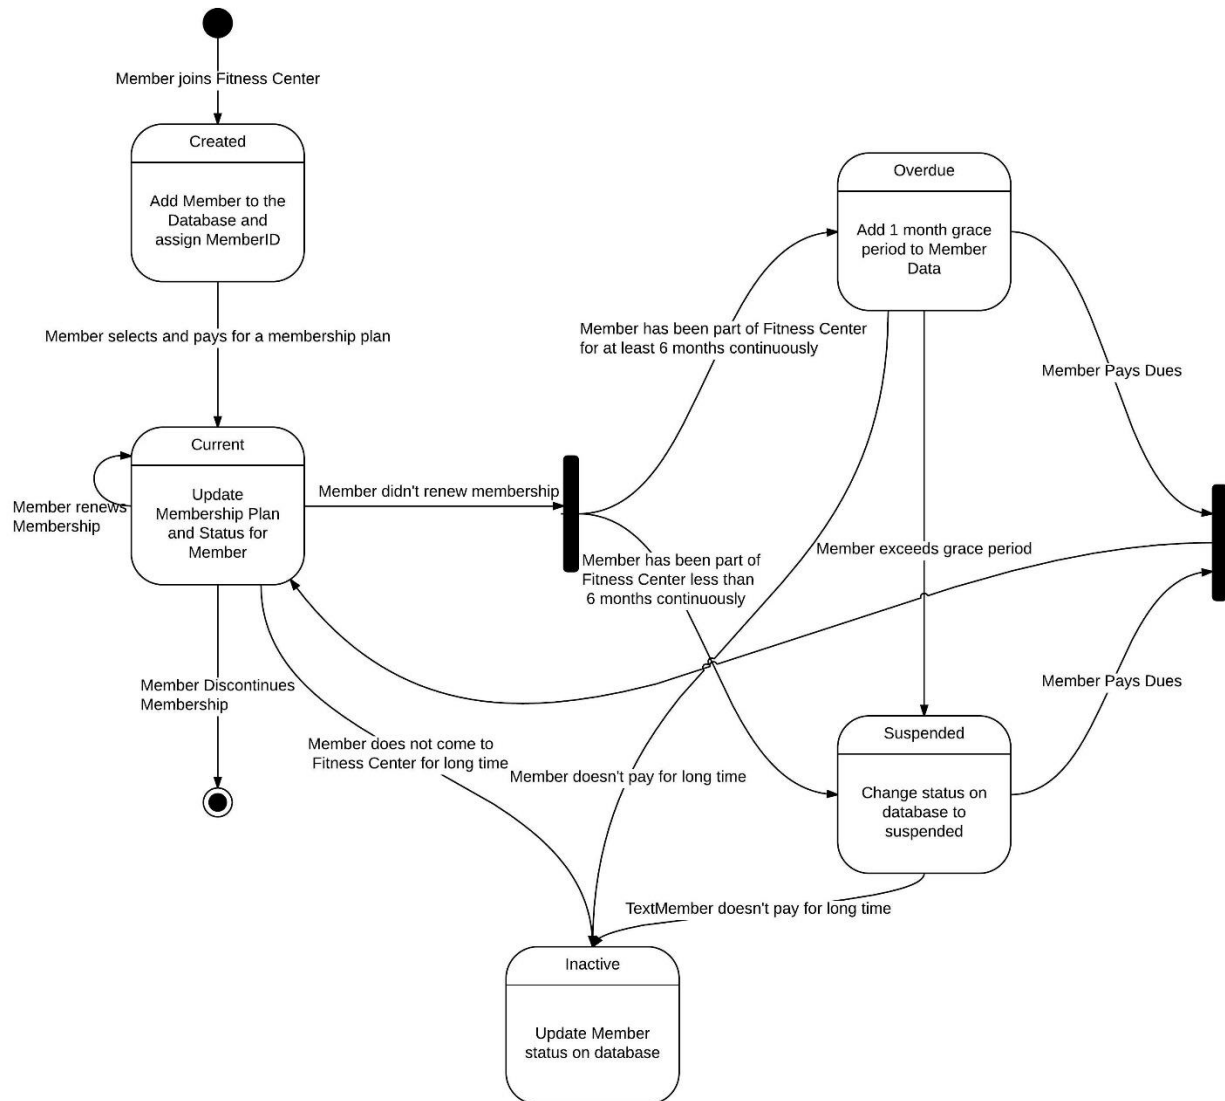 Member joins Fitness Center
Created
Add Member to the
Database and
assign MemberID
Member selects and pays for a membership plan
Current
Update
Membership Plan
and Status for
Member
Member renews
Membership
Member didn't renew membership
Member Discontinues
Membership
Member does not come to
Fitness Center for long time
Overdue
Add 1 month grace
period to Member
Data
Member has been part of Fitness Center
for at least 6 months continuously
Member has been part of
Fitness Center less than
6 months continuously
Member exceeds grace period
Member Pays Dues
Member Pays Dues
Suspended
Change status on
database to
suspended
Member doesn't pay for long time
TextMember doesn't pay for long time
Inactive
Update Member
status on database